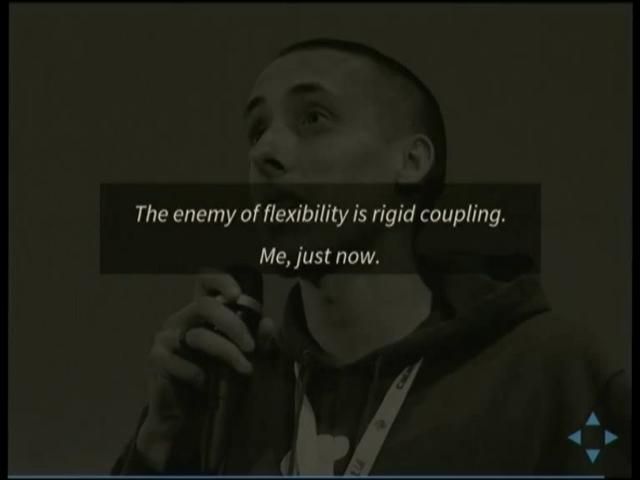 The enemy of flexibility is rigid coupling.
Me, just now.